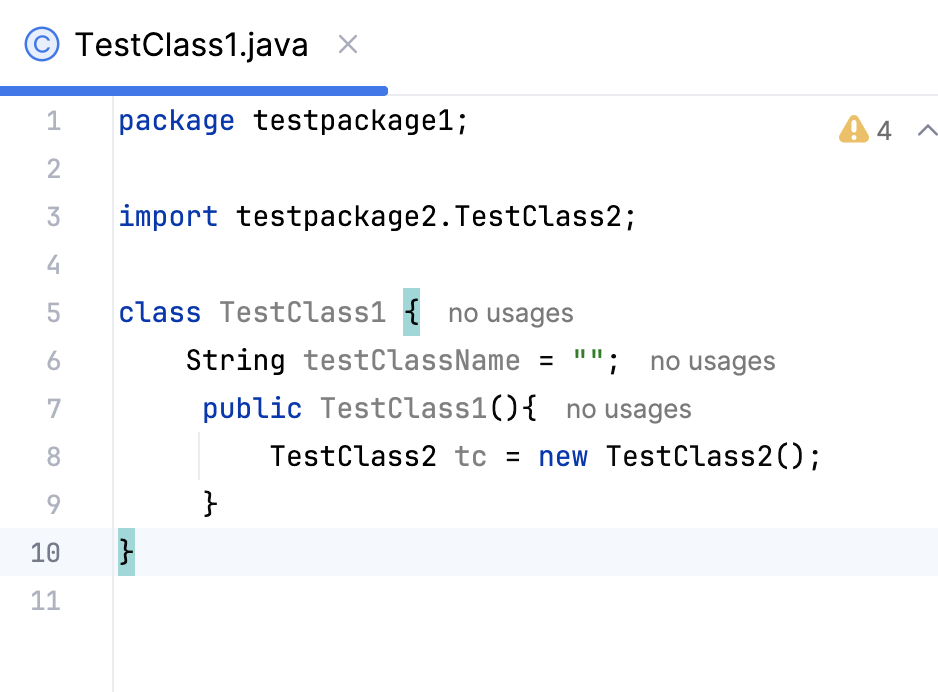 TestClass1.java
1 package testpackage1;
4
2
3 import testpackage2.TestClass2;
4
5 class TestClass1 { no usages
6 String testClassName = ""; no usages
7 public TestClass1(){ no usages
8 TestClass2 tc = new TestClass2();
9 }
10 }
11